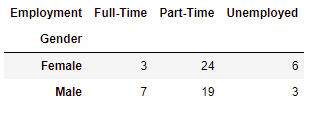 Employment Full-Time Part-Time Unemployed
Gender
Female 3 24 6
Male 7 19 3